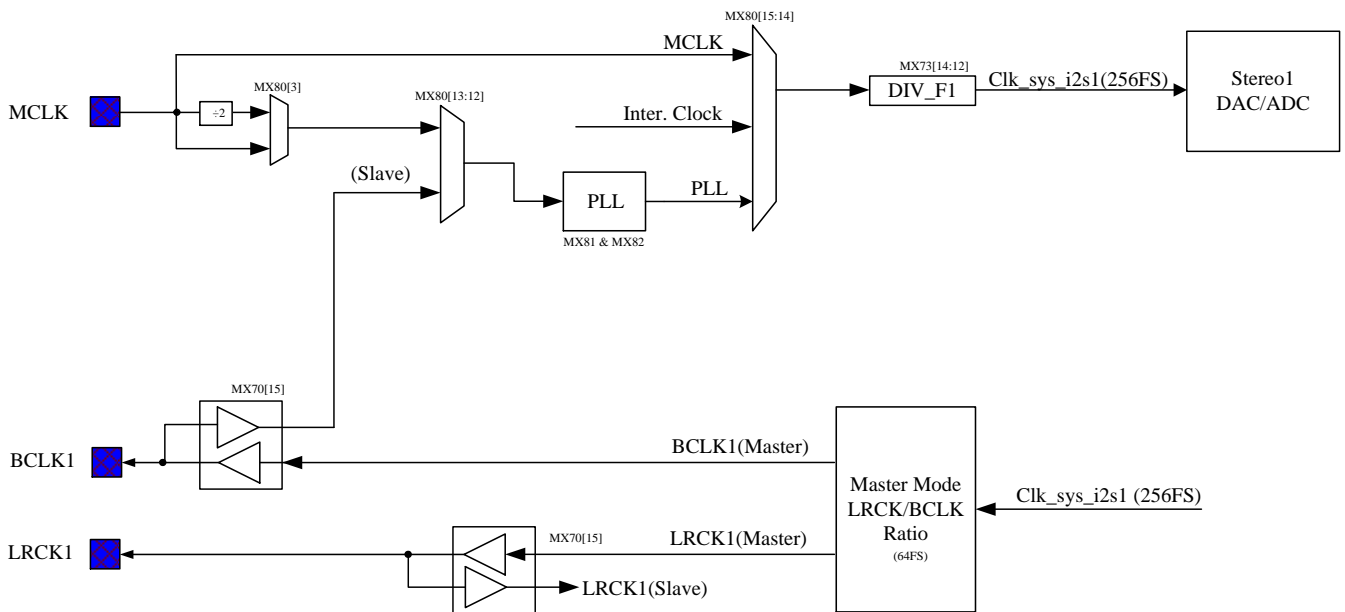 MX80[15:14]
MCLK
MX73[14:12]
Clk_sys_i2s1(256FS)
Stereo1
DAC/ADC
MX80[3]
MX80[13:12]
DIV_F1
MCLK
÷2
Inter. Clock
(Slave)
PLL
PLL
MX81 & MX82
MX70[15]
BCLK1
BCLK1(Master)
Master Mode
LRCK/BCLK
Ratio
(64FS)
Clk_sys_i2s1 (256FS)
LRCK1
MX70[15]
LRCK1(Master)
LRCK1(Slave)